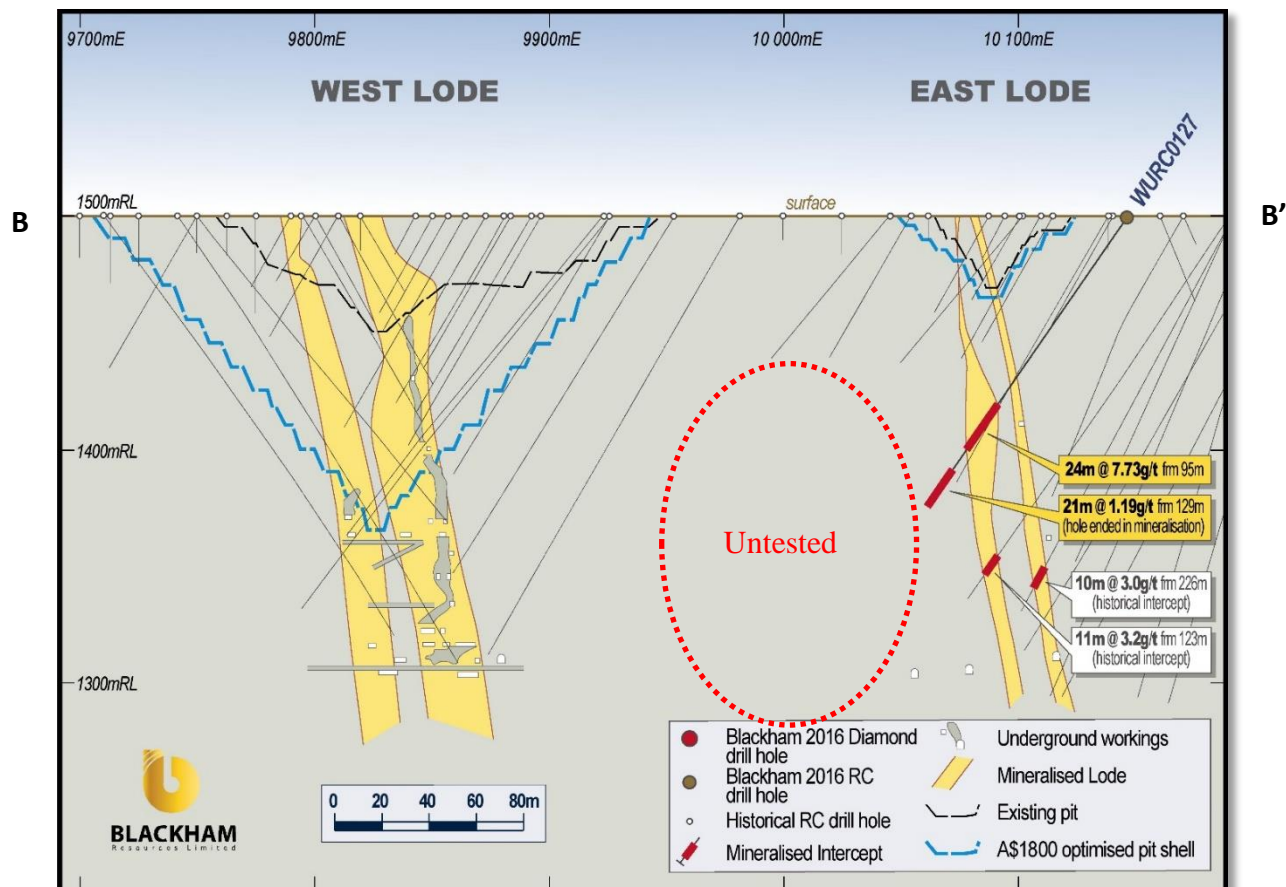 9700mE
9800mE
9900mE
10 000mE
10 100mE
WEST LODE
EAST LODE
WURC0127
1500mRL
surface
B
B'
1400mRL
24m @ 7.73g/t frm 95m
21m @ 1.19g/t frm 129m
(hole ended in mineralisation)
Untested
10m @ 3.0g/t frm 226m
(historical intercept)
11m @ 3.2g/t frm 123m
(historical intercept)
1300mRL
Blackham 2016 Diamond
drill hole
Blackham 2016 RC
drill hole
Historical RC drill hole
Mineralised Intercept
Underground workings
Mineralised Lode
Existing pit
A$1800 optimised pit shell
0 20 40 60 80m
BLACKHAM
Resources Limited